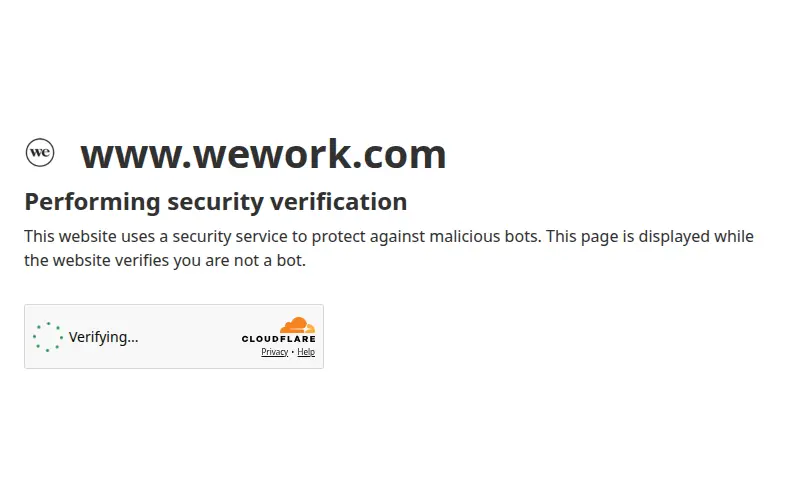 we www.wework.com
Performing security verification
This website uses a security service to protect against malicious bots. This page is displayed while
the website verifies you are not a bot.
Verifying...
CLOUDFLARE
Privacy • Help